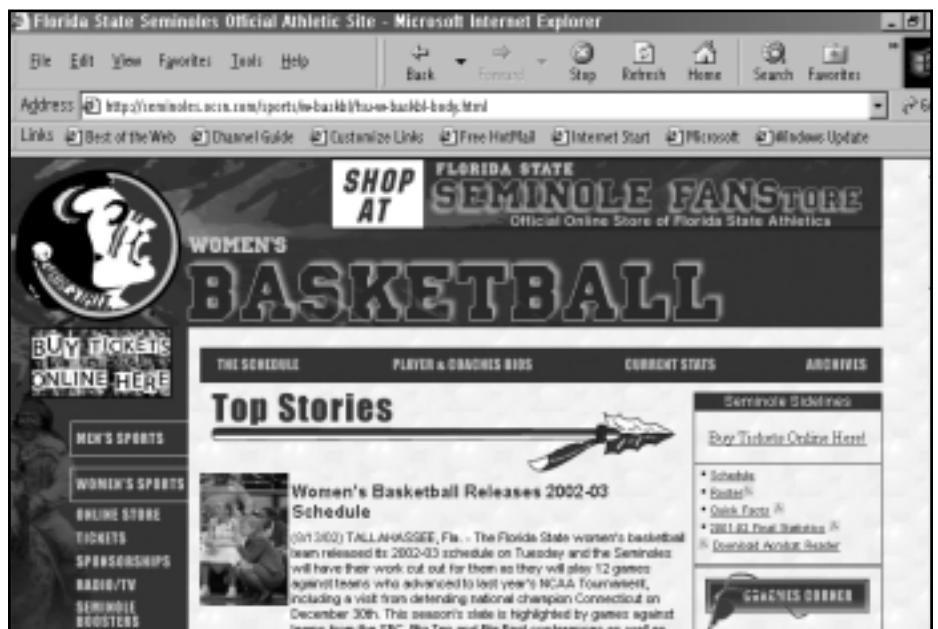 Florida State Seminoles Official Athletic Site - Microsoft Internet Explorer
File Edit View Favorites Tools Help
Back Forward Stop Refresh Home Search Favorites
Address
Links Best of the Web Channel Guide Customize Links Free HotMail Internet Start Microsoft Windows Update
SHOP AT
FLORIDA STATE
SEMINOLE FANSTORE
Official Online Store of Florida State Athletics
WOMEN'S
BASKETBALL
BUY TICKETS
ONLINE HERE
THE SCHEDULE PLAYER & COACHES BIOS CURRENT STATS ARCHIVES
Top Stories
Seminole Sidelines
Buy Tickets Online Here!
MEN'S SPORTS
WOMEN'S SPORTS
ONLINE STORE
TICKETS
SPONSORSHIPS
RADIO/TV
SEMINOLE
BOOSTERS
Women's Basketball Releases 2002-03
Schedule
(9/13/02) TALLAHASSEE, Fla. - The Florida State women's basketball
team released its 2002-03 schedule on Tuesday and the Seminoles
will have their work cut out for them as they will play 12 games
against teams who advanced to last year's NCAA Tournament,
including a visit from defending national champion Connecticut on
December 30th. This season's slate is highlighted by games against
• Schedule
• Roster
• Quick Facts
• 2001-02 Final Statistics
Download Acrobat Reader
COACHES CORNER